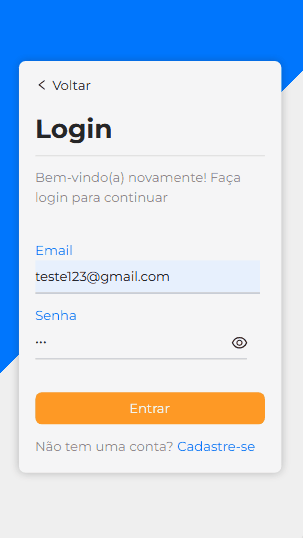 Voltar
Login
Bem-vindo(a) novamente! Faça
login para continuar
Email
teste123@gmail.com
Senha
•••
Entrar
Não tem uma conta? Cadastre-se